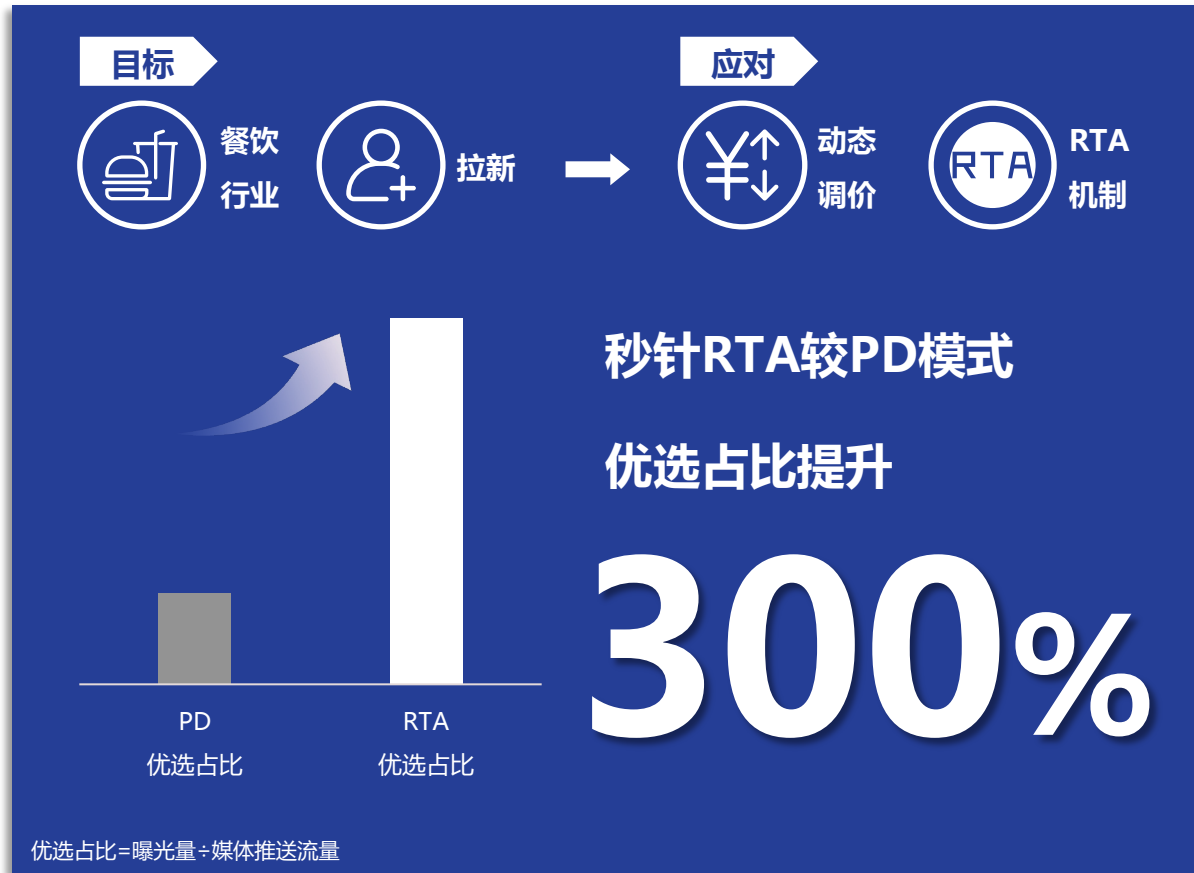 目标
应对
餐饮
行业
拉新
¥
动态
调价
RTA
RTA
机制
秒针RTA较PD模式
优选占比提升
300%
PD
优选占比
RTA
优选占比
优选占比=曝光量÷媒体推送流量